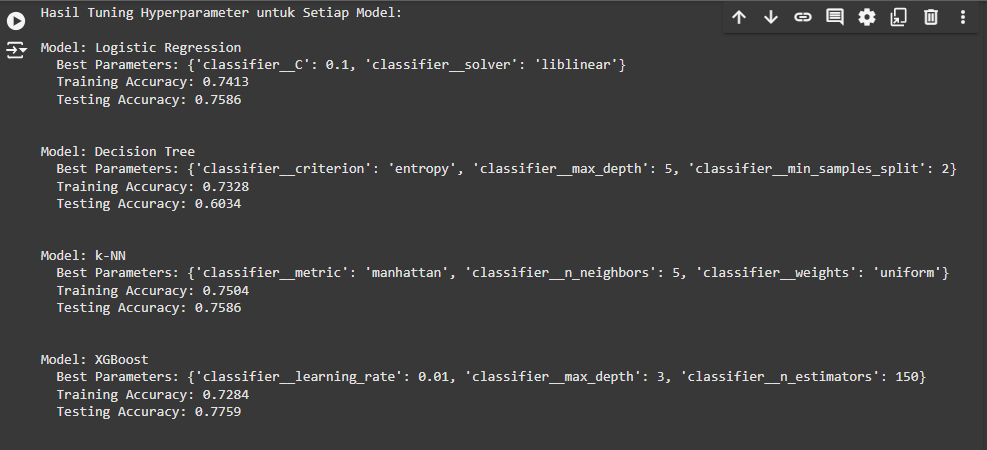 Hasil Tuning Hyperparameter untuk Setiap Model:
Model: Logistic Regression
Best Parameters: {'classifier__C': 0.1, 'classifier__solver': 'liblinear'}
Training Accuracy: 0.7413
Testing Accuracy: 0.7586
Model: Decision Tree
Best Parameters: {'classifier__criterion': 'entropy', 'classifier__max_depth': 5, 'classifier__min_samples_split': 2}
Training Accuracy: 0.7328
Testing Accuracy: 0.6034
Model: k-NN
Best Parameters: {'classifier__metric': 'manhattan', 'classifier__n_neighbors': 5, 'classifier__weights': 'uniform'}
Training Accuracy: 0.7504
Testing Accuracy: 0.7586
Model: XGBoost
Best Parameters: {'classifier__learning_rate': 0.01, 'classifier__max_depth': 3, 'classifier__n_estimators': 150}
Training Accuracy: 0.7284
Testing Accuracy: 0.7759